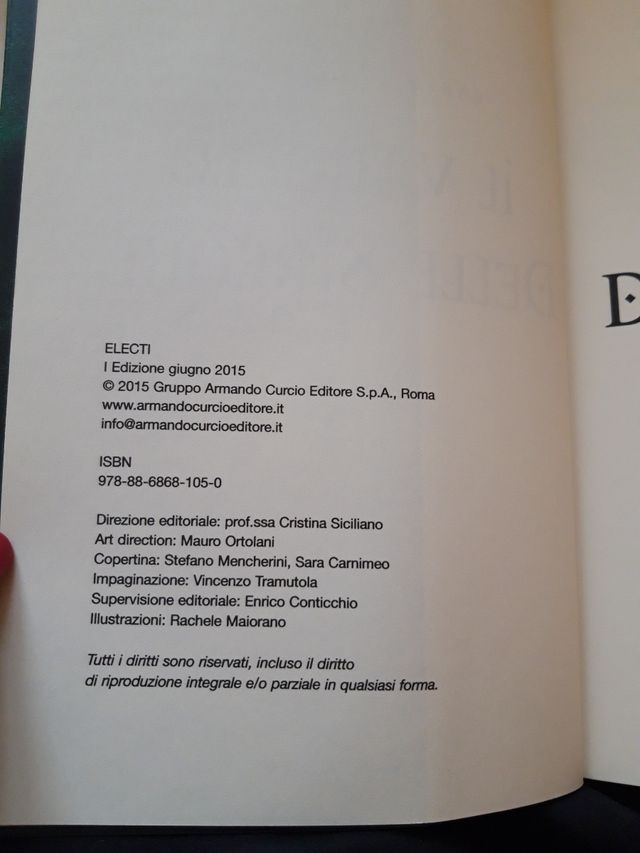 ELECTI
I Edizione giugno 2015
© 2015 Gruppo Armando Curcio Editore S.p.A., Roma
www.armandocurcioeditore.it
info@armandocurcioeditore.it
ISBN
978-88-6868-105-0
Direzione editoriale: prof.ssa Cristina Siciliano
Art direction: Mauro Ortolani
Copertina: Stefano Mencherini, Sara Carnimeo
Impaginazione: Vincenzo Tramutola
Supervisione editoriale: Enrico Conticchio
Illustrazioni: Rachele Maiorano
Tutti i diritti sono riservati, incluso il diritto
di riproduzione integrale e/o parziale in qualsiasi forma.
D